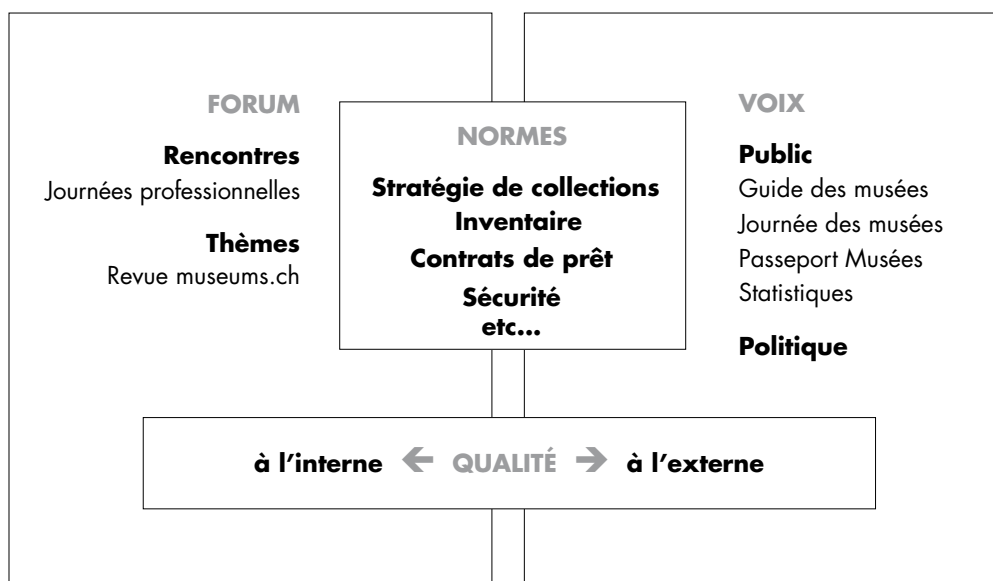 FORUM
Rencontres
Journées professionnelles
Thèmes
Revue museums.ch
NORMES
Stratégie de collections
Inventaire
Contrats de prêt
Sécurité
etc...
VOIX
Public
Guide des musées
Journée des musées
Passeport Musées
Statistiques
Politique
à l’interne ← QUALITÉ → à l’externe